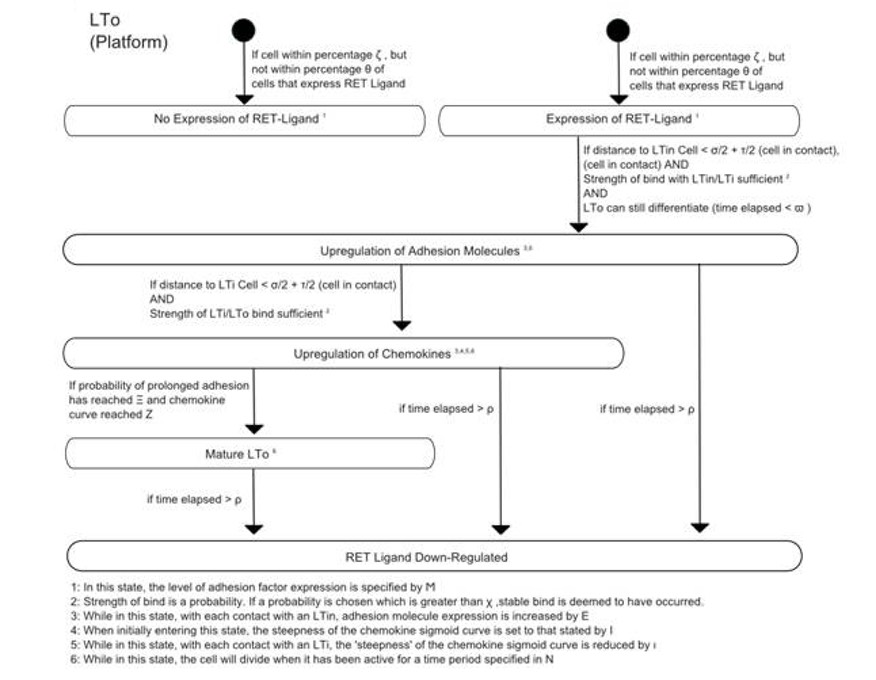 LTo
(Platform)
If cell within percentage ζ , but
not within percentage θ of
cells that express RET Ligand
If cell within percentage ζ , but
not within percentage θ of
cells that express RET Ligand
No Expression of RET-Ligand ¹
Expression of RET-Ligand ¹
If distance to LTin Cell < σ/2 + τ/2 (cell in contact),
(cell in contact) AND
Strength of bind with LTin/LTi sufficient ²
AND
LTo can still differentiate (time elapsed < ϖ )
Upregulation of Adhesion Molecules ³,⁶
If distance to LTi Cell < σ/2 + τ/2 (cell in contact)
AND
Strength of LTi/LTo bind sufficient ²
Upregulation of Chemokines ³,⁴,⁵,⁶
If probability of prolonged adhesion
has reached Ξ and chemokine
curve reached Z
if time elapsed > ρ
if time elapsed > ρ
Mature LTo ⁶
if time elapsed > ρ
RET Ligand Down-Regulated
1: In this state, the level of adhesion factor expression is specified by M
2: Strength of bind is a probability. If a probability is chosen which is greater than χ ,stable bind is deemed to have occurred.
3: While in this state, with each contact with an LTin, adhesion molecule expression is increased by E
4: When initially entering this state, the steepness of the chemokine sigmoid curve is set to that stated by I
5: While in this state, with each contact with an LTi, the 'steepness' of the chemokine sigmoid curve is reduced by ι
6: While in this state, the cell will divide when it has been active for a time period specified in N